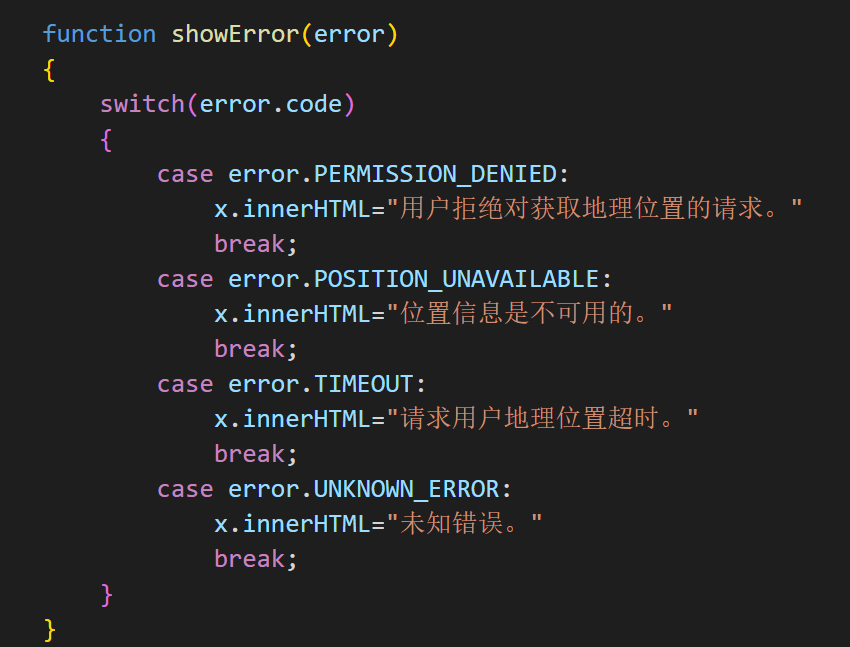 function showError(error)
{
    switch(error.code)
    {
        case error.PERMISSION_DENIED:
            x.innerHTML="用户拒绝对获取地理位置的请求。"
            break;
        case error.POSITION_UNAVAILABLE:
            x.innerHTML="位置信息是不可用的。"
            break;
        case error.TIMEOUT:
            x.innerHTML="请求用户地理位置超时。"
            break;
        case error.UNKNOWN_ERROR:
            x.innerHTML="未知错误。"
            break;
    }
}